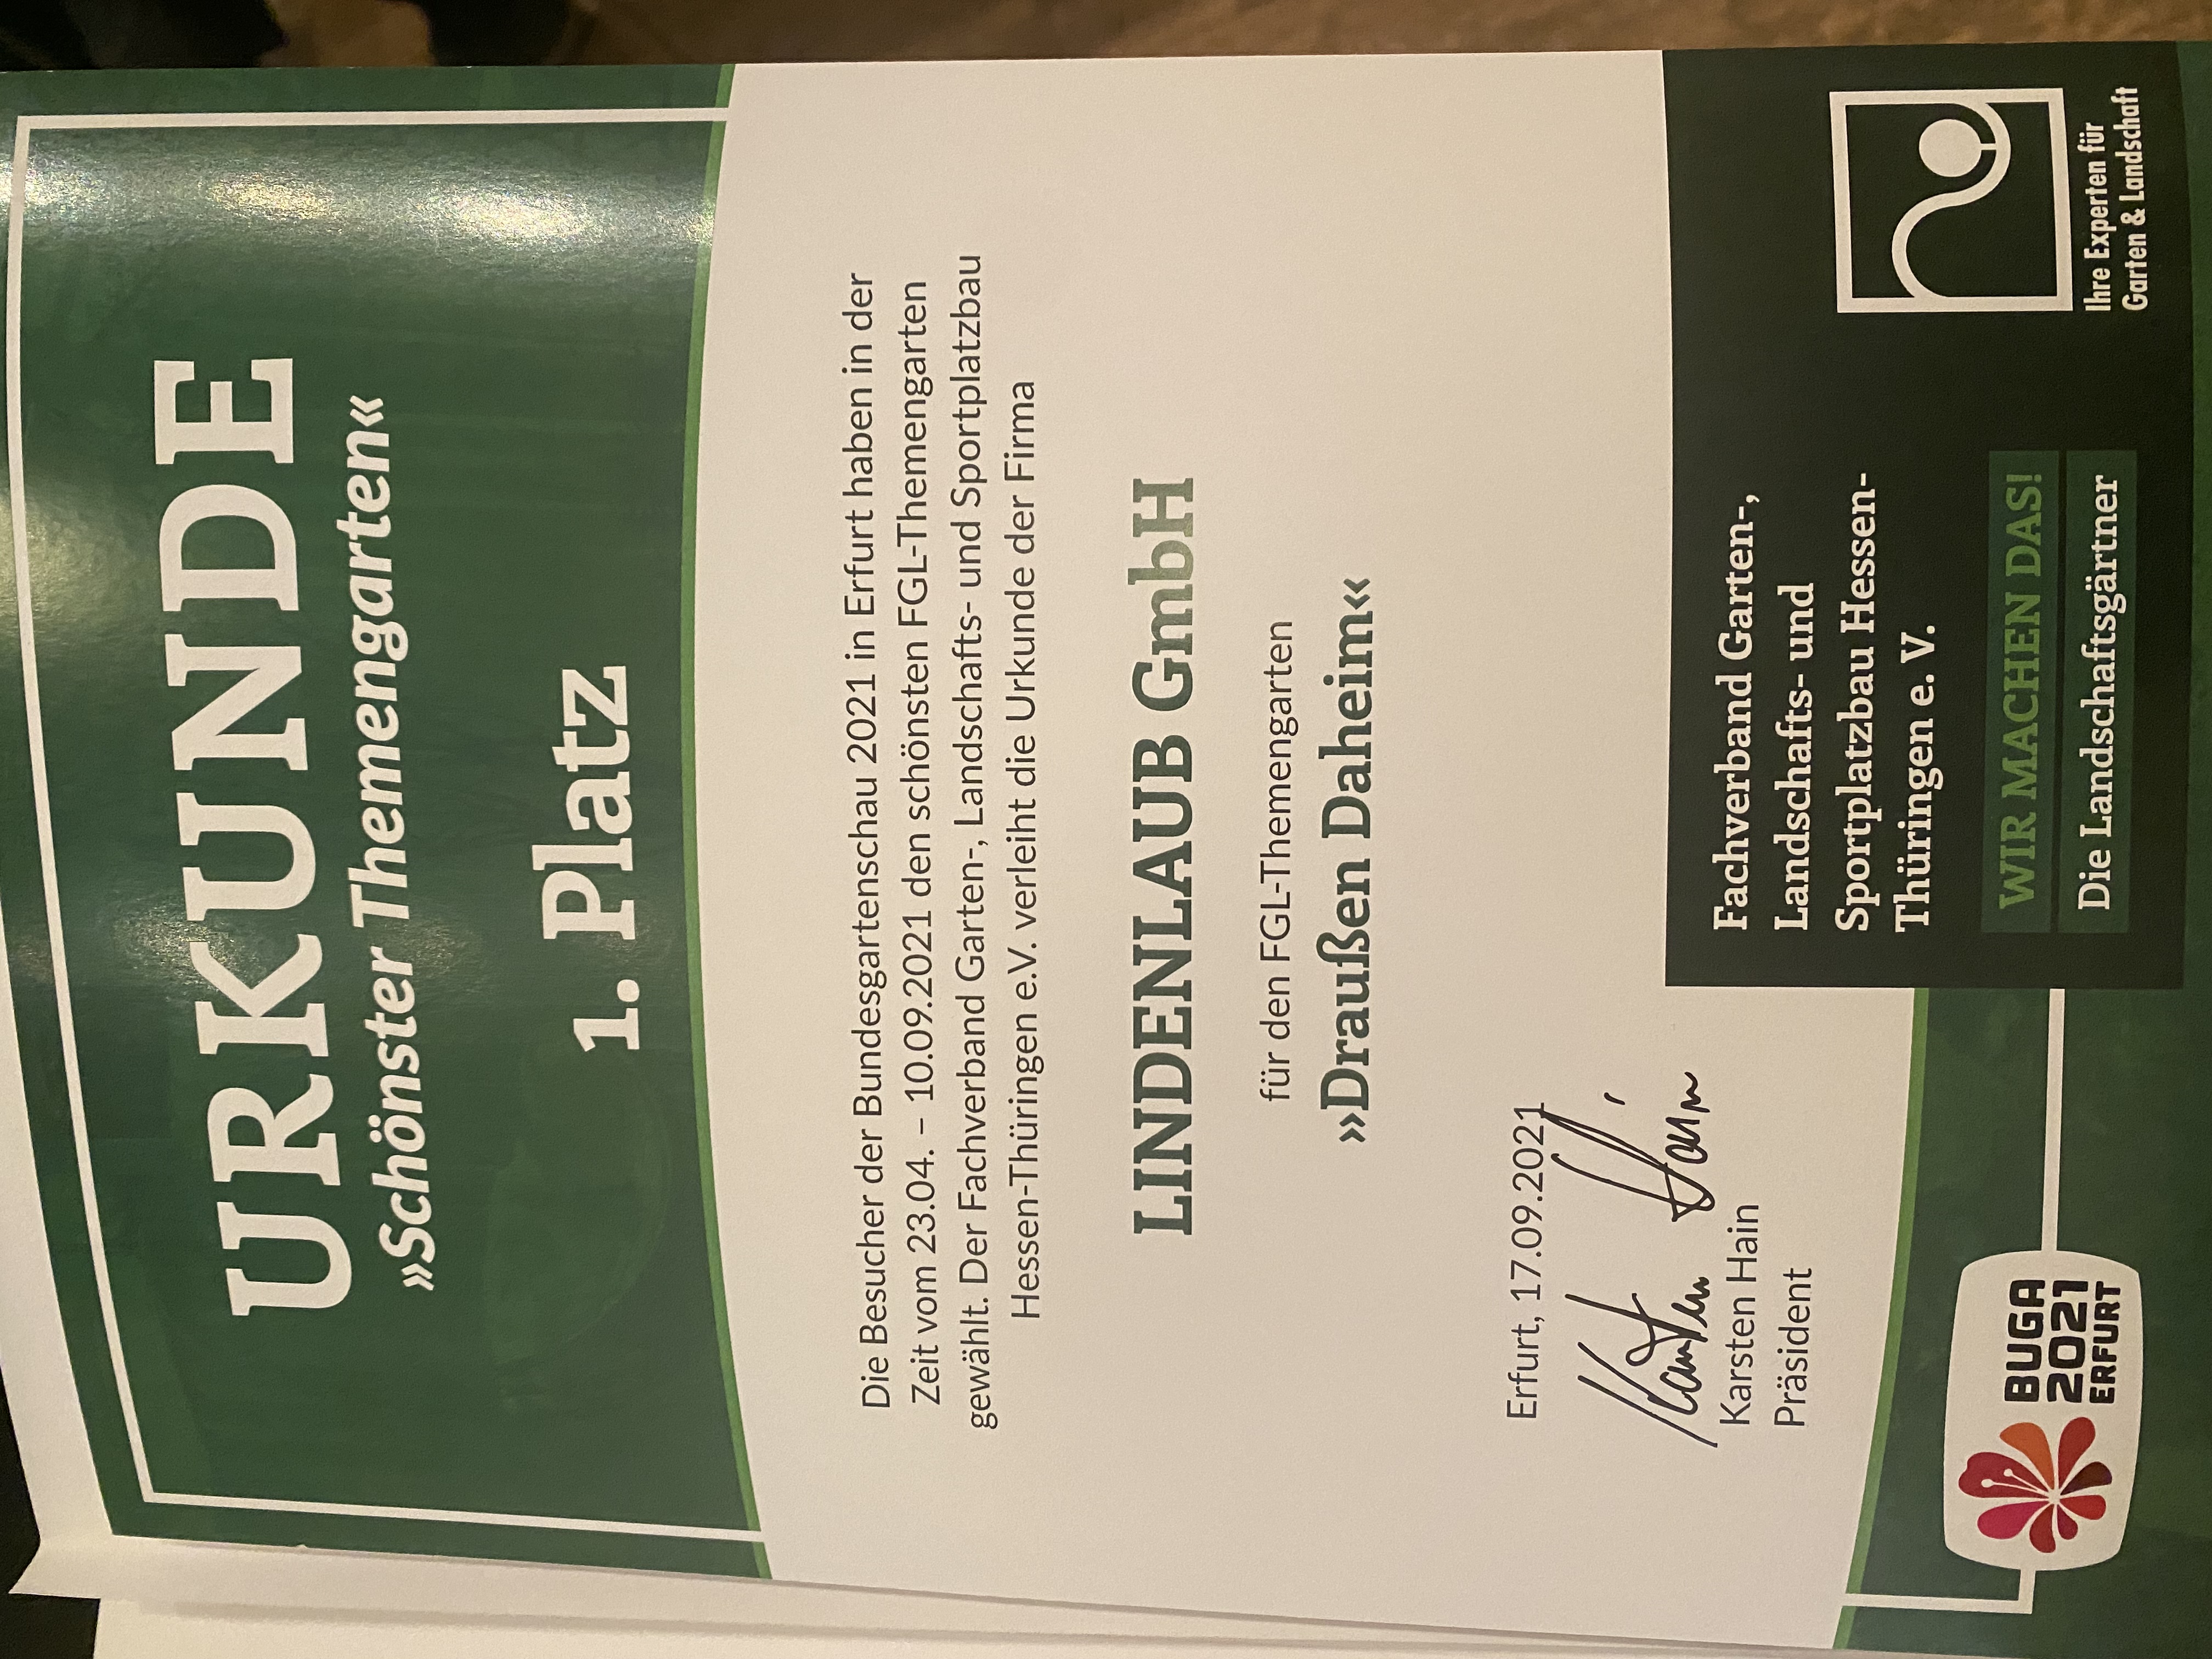 URKUNDE
»Schönster Themengarten«
1. Platz
Die Besucher der Bundesgartenschau 2021 in Erfurt haben in der
Zeit vom 23.04. – 10.09.2021 den schönsten FGL-Themengarten
gewählt. Der Fachverband Garten-, Landschafts- und Sportplatzbau
Hessen-Thüringen e.V. verleiht die Urkunde der Firma
LINDENLAUB GmbH
für den FGL-Themengarten
»Draußen Daheim«
Erfurt, 17.09.2021
Karsten Hain
Karsten Hain
Präsident
BUGA
2021
ERFURT
Fachverband Garten-,
Landschafts- und
Sportplatzbau Hessen-
Thüringen e. V.
WIR MACHEN DAS!
Die Landschaftsgärtner
Ihre Experten für
Garten & Landschaft